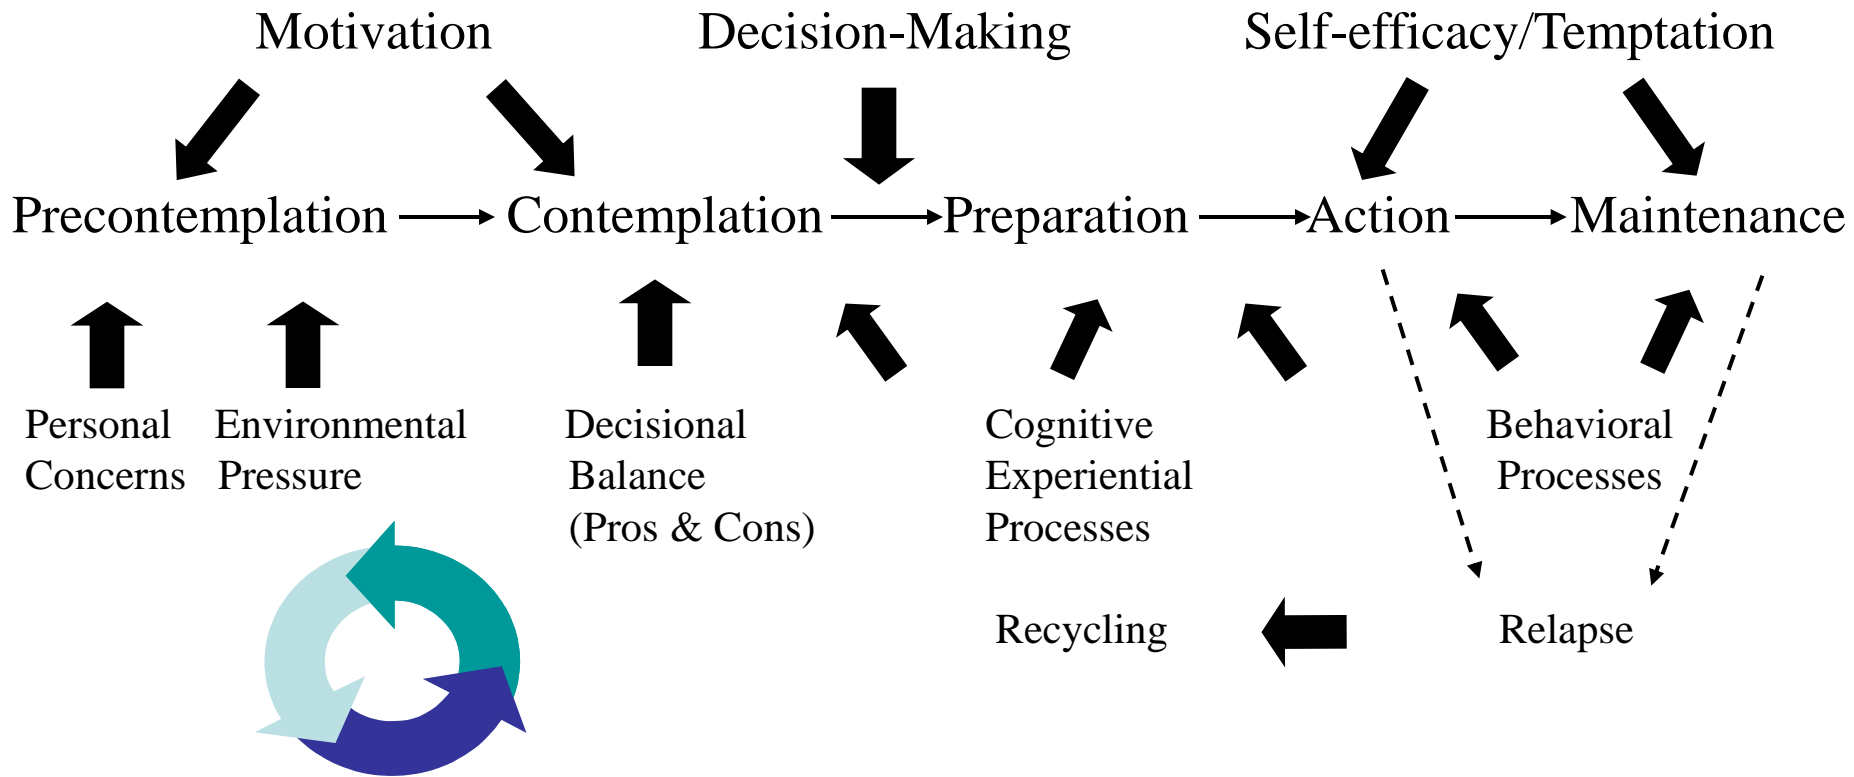 Motivation
Decision-Making
Self-efficacy/Temptation
Precontemplation
Contemplation
Preparation
Action
Maintenance
Personal
Concerns
Environmental
Pressure
Decisional
Balance
(Pros & Cons)
Cognitive
Experiential
Processes
Behavioral
Processes
Recycling
Relapse